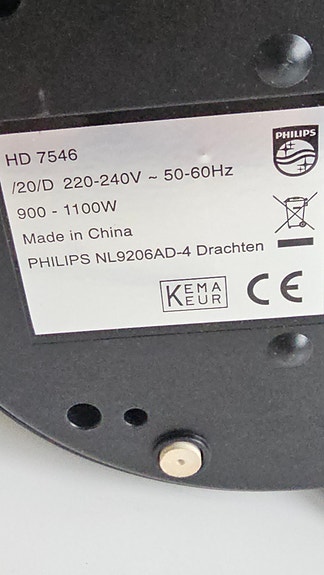 PHILIPS
HD 7546
/20/D 220-240V ~ 50-60Hz
900 - 1100W
Made in China
PHILIPS NL9206AD-4 Drachten
KEMA
KEUR
CE